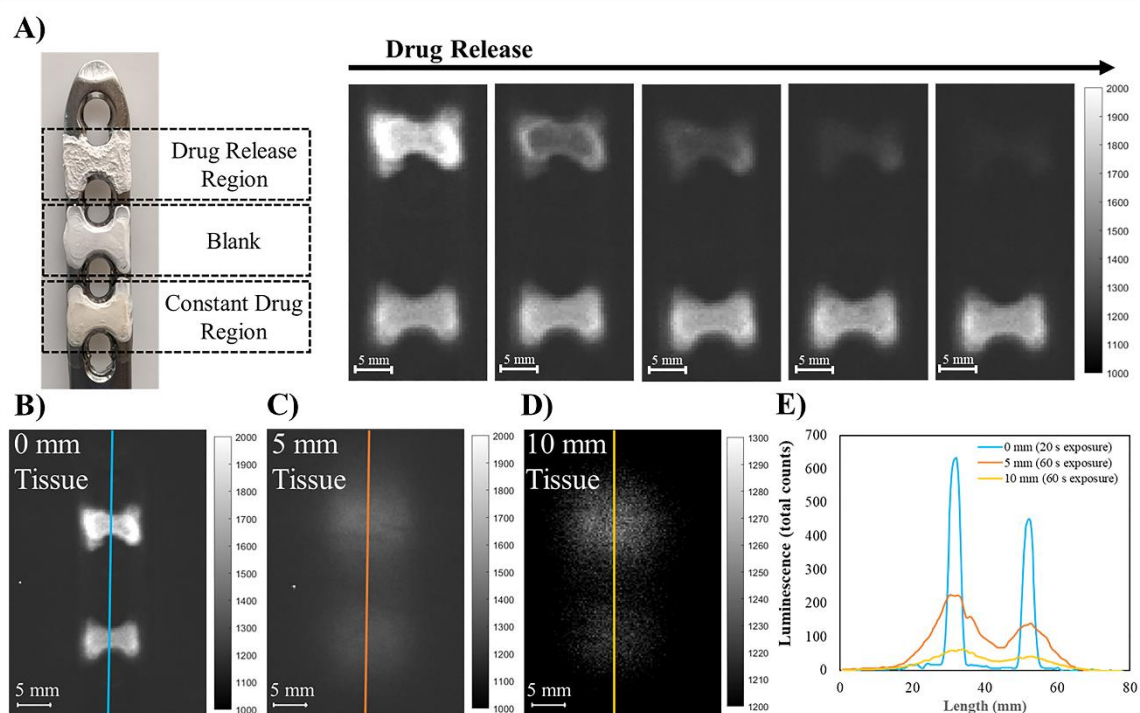 A)
Drug Release
Drug Release
Region
Blank
Constant Drug
Region
5 mm
5 mm
5 mm
5 mm
5 mm
2000
1900
1800
1700
1600
1500
1400
1300
1200
1100
1000
B)
0 mm
Tissue
5 mm
2000
1900
1800
1700
1600
1500
1400
1300
1200
1100
1000
C)
5 mm
Tissue
5 mm
2000
1900
1800
1700
1600
1500
1400
1300
1200
1100
1000
D)
10 mm
Tissue
5 mm
1300
1290
1280
1270
1260
1250
1240
1230
1220
1210
1200
E)
Luminescence (total counts)
700
600
500
400
300
200
100
0
0 mm (20 s exposure)
5 mm (60 s exposure)
10 mm (60 s exposure)
0
20
40
60
80
Length (mm)